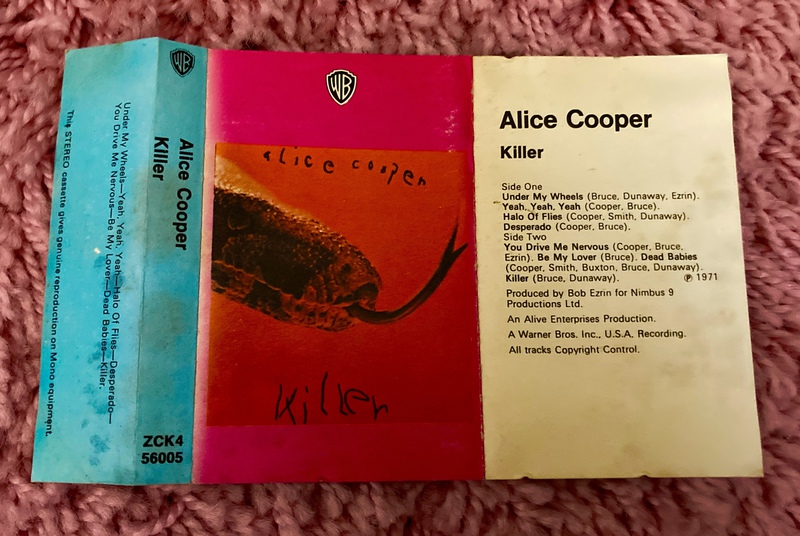 This STEREO cassette gives genuine reproduction on Mono equipment.
Under My Wheels—Yeah, Yeah, Yeah—Halo Of Flies—Desperado—
You Drive Me Nervous—Be My Lover—Dead Babies—Killer.
WB
Alice Cooper
Killer
ZCK4
56005
WB
alice cooper
Killer
Alice Cooper
Killer
Side One
Under My Wheels (Bruce, Dunaway, Ezrin).
Yeah, Yeah, Yeah (Cooper, Bruce).
Halo Of Flies (Cooper, Smith, Dunaway).
Desperado (Cooper, Bruce).
Side Two
You Drive Me Nervous (Cooper, Bruce,
Ezrin). Be My Lover (Bruce). Dead Babies
(Cooper, Smith, Buxton, Bruce, Dunaway).
Killer (Bruce, Dunaway). ℗ 1971
Produced by Bob Ezrin for Nimbus 9
Productions Ltd.
An Alive Enterprises Production.
A Warner Bros. Inc., U.S.A. Recording.
All tracks Copyright Control.